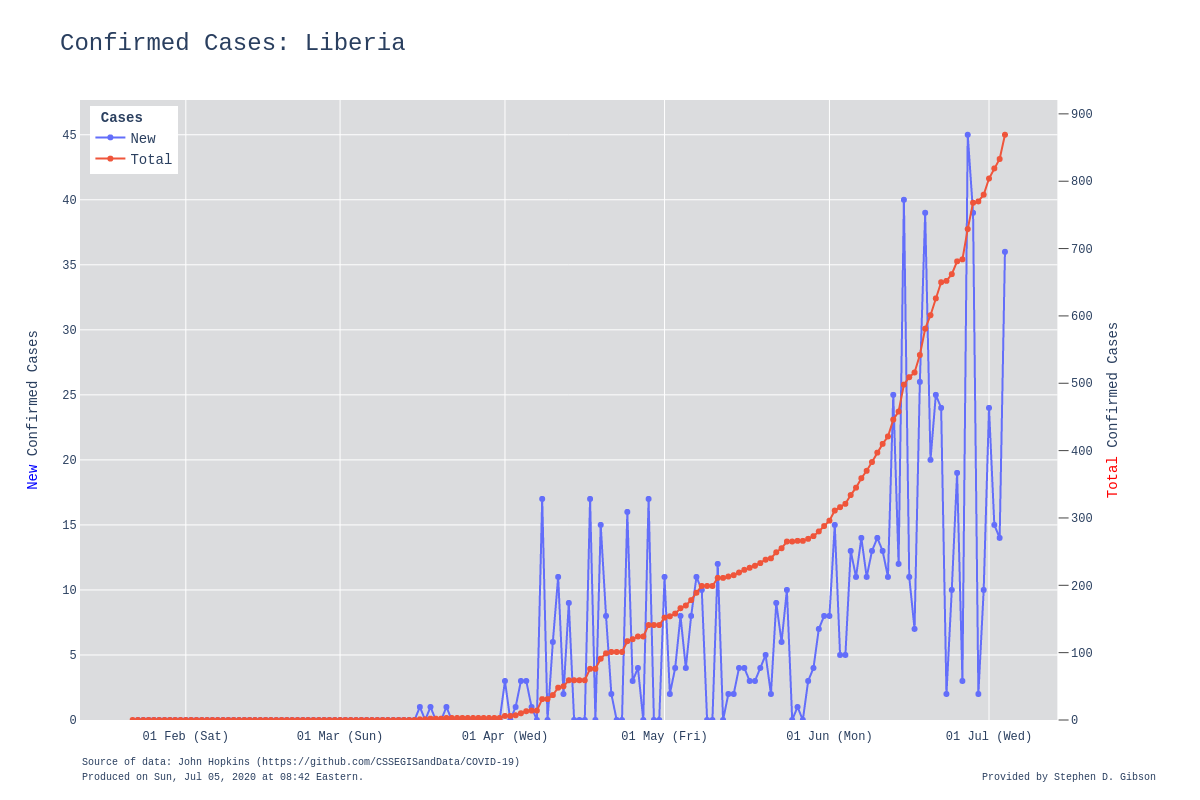 Confirmed Cases: Liberia
Cases
New
Total
45
40
35
30
25
20
15
10
5
0
900
800
700
600
500
400
300
200
100
0
New Confirmed Cases
Total Confirmed Cases
01 Feb (Sat) 01 Mar (Sun) 01 Apr (Wed) 01 May (Fri) 01 Jun (Mon) 01 Jul (Wed)
Source of data: John Hopkins (https://github.com/CSSEGISandData/COVID-19)
Produced on Sun, Jul 05, 2020 at 08:42 Eastern.
Provided by Stephen D. Gibson